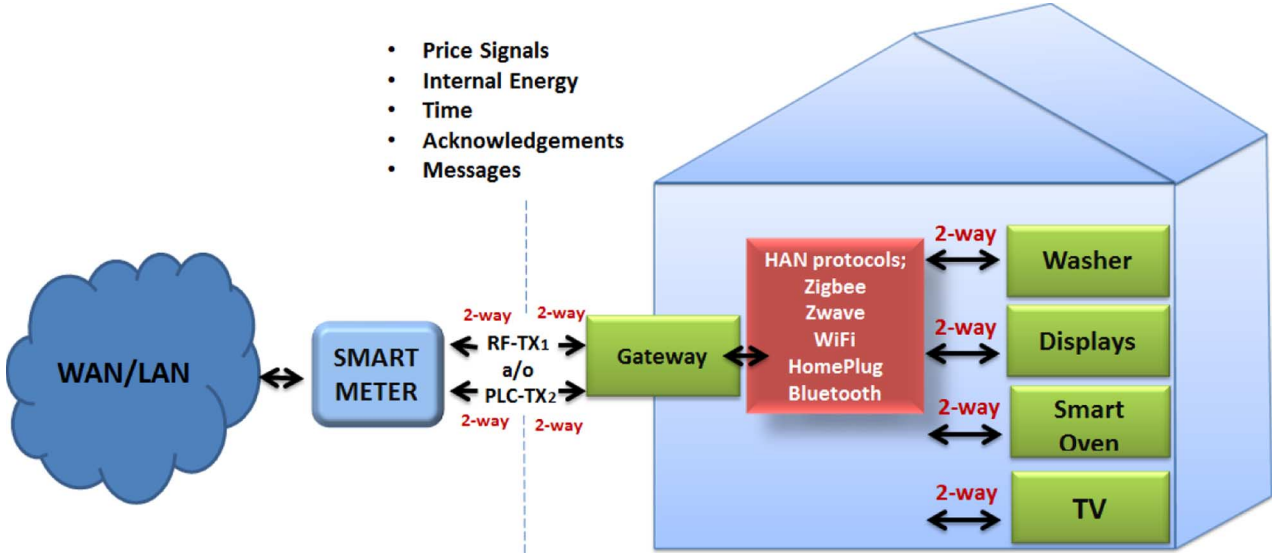 • Price Signals
• Internal Energy
• Time
• Acknowledgements
• Messages
WAN/LAN
SMART
METER
2-way
2-way
RF-TX1
a/o
PLC-TX2
2-way
2-way
Gateway
HAN protocols;
Zigbee
Zwave
WiFi
HomePlug
Bluetooth
2-way
Washer
2-way
Displays
2-way
Smart
Oven
2-way
TV